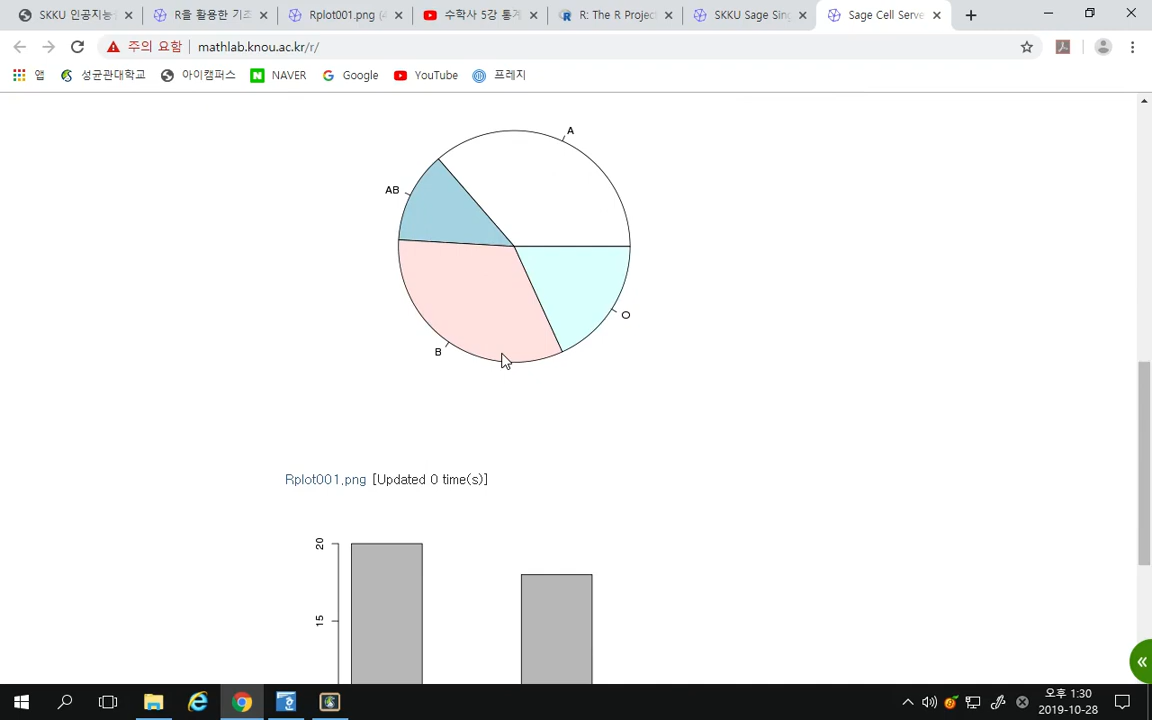 SKKU 인공지능
R을 활용한 기초
Rplot001.png (4
수학사 5강 통계
R: The R Project
SKKU Sage Sing
Sage Cell Serve
주의 요함 mathlab.knou.ac.kr/r/
앱 성균관대학교 아이캠퍼스 NAVER Google YouTube 프레지
A
AB
O
B
Rplot001.png [Updated 0 time(s)]
20
15
오후 1:30
2019-10-28